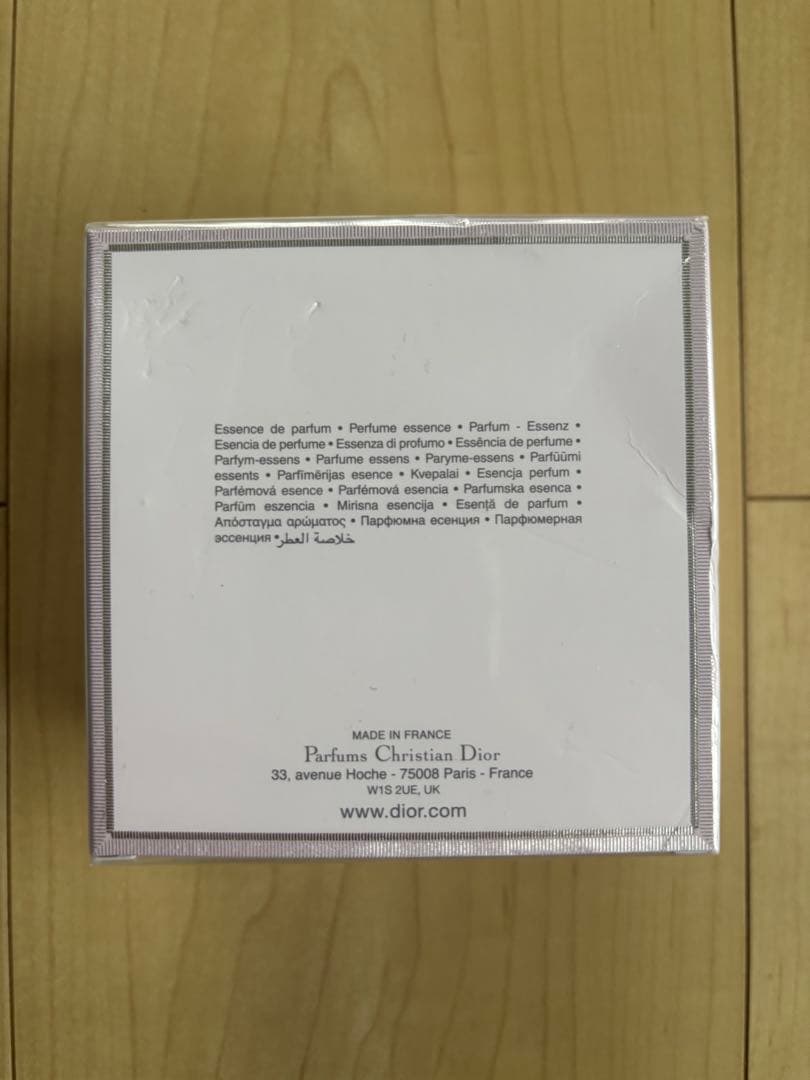 Essence de parfum • Perfume essence • Parfum - Essenz •
Esencia de perfume • Essenza di profumo • Essência de perfume •
Parfym-essens • Parfume essens • Paryme-essens • Parfüümi
essents • Parfimērijas esence • Kvepalai • Esencja perfum •
Parfémová esence • Parfémová esencia • Parfumska esenca •
Parfüm eszencia • Mirisna esencija • Esenţă de parfum •
Απόσταγμα αρώματος • Парфюмна есенция • Парфюмерная
эссенция • خلاصة العطر
MADE IN FRANCE
Parfums Christian Dior
33, avenue Hoche - 75008 Paris - France
W1S 2UE, UK
www.dior.com